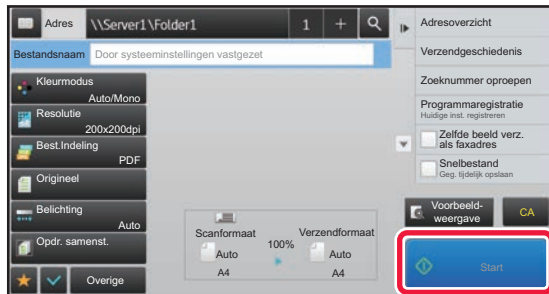 Adres
\\Server1\Folder1
1
+
Adresoverzicht
Bestandsnaam
Door systeeminstellingen vastgezet
Verzendgeschiedenis
Kleurmodus
Auto/Mono
Zoeknummer oproepen
Resolutie
200x200dpi
Programmaregistratie
Huidige inst. registreren
Best.Indeling
PDF
Zelfde beeld verz.
als faxadres
Origineel
Snelbestand
Geg. tijdelijk opslaan
Belichting
Auto
Scanformaat
Auto
A4
100%
Verzendformaat
Auto
A4
Voorbeeld-
weergave
CA
Opdr. samenst.
Overige
Start